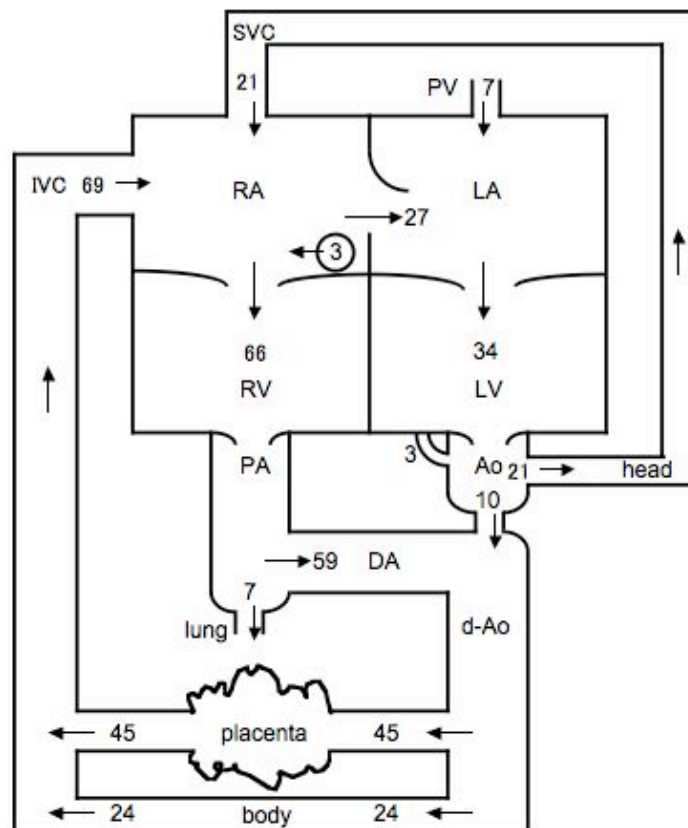 SVC
21
PV 7
IVC 69
RA
LA
27
3
66
34
RV
LV
PA
3
Ao 21
head
10
59 DA
7
lung
d-Ao
45 placenta 45
24 body 24